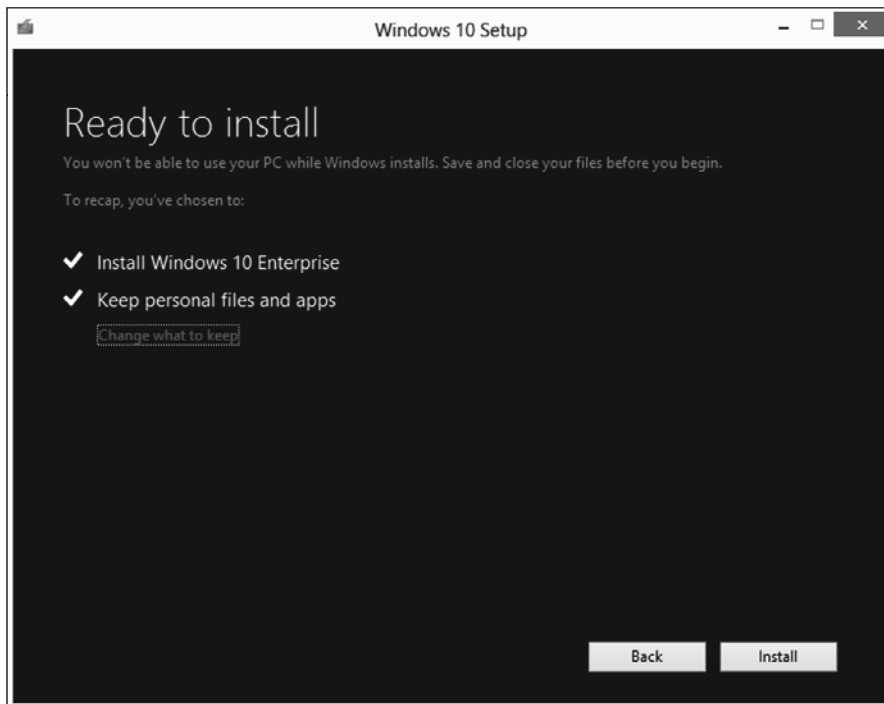 Windows 10 Setup
Ready to install
You won't be able to use your PC while Windows installs. Save and close your files before you begin.
To recap, you've chosen to:
Install Windows 10 Enterprise
Keep personal files and apps
Change what to keep
Back
Install